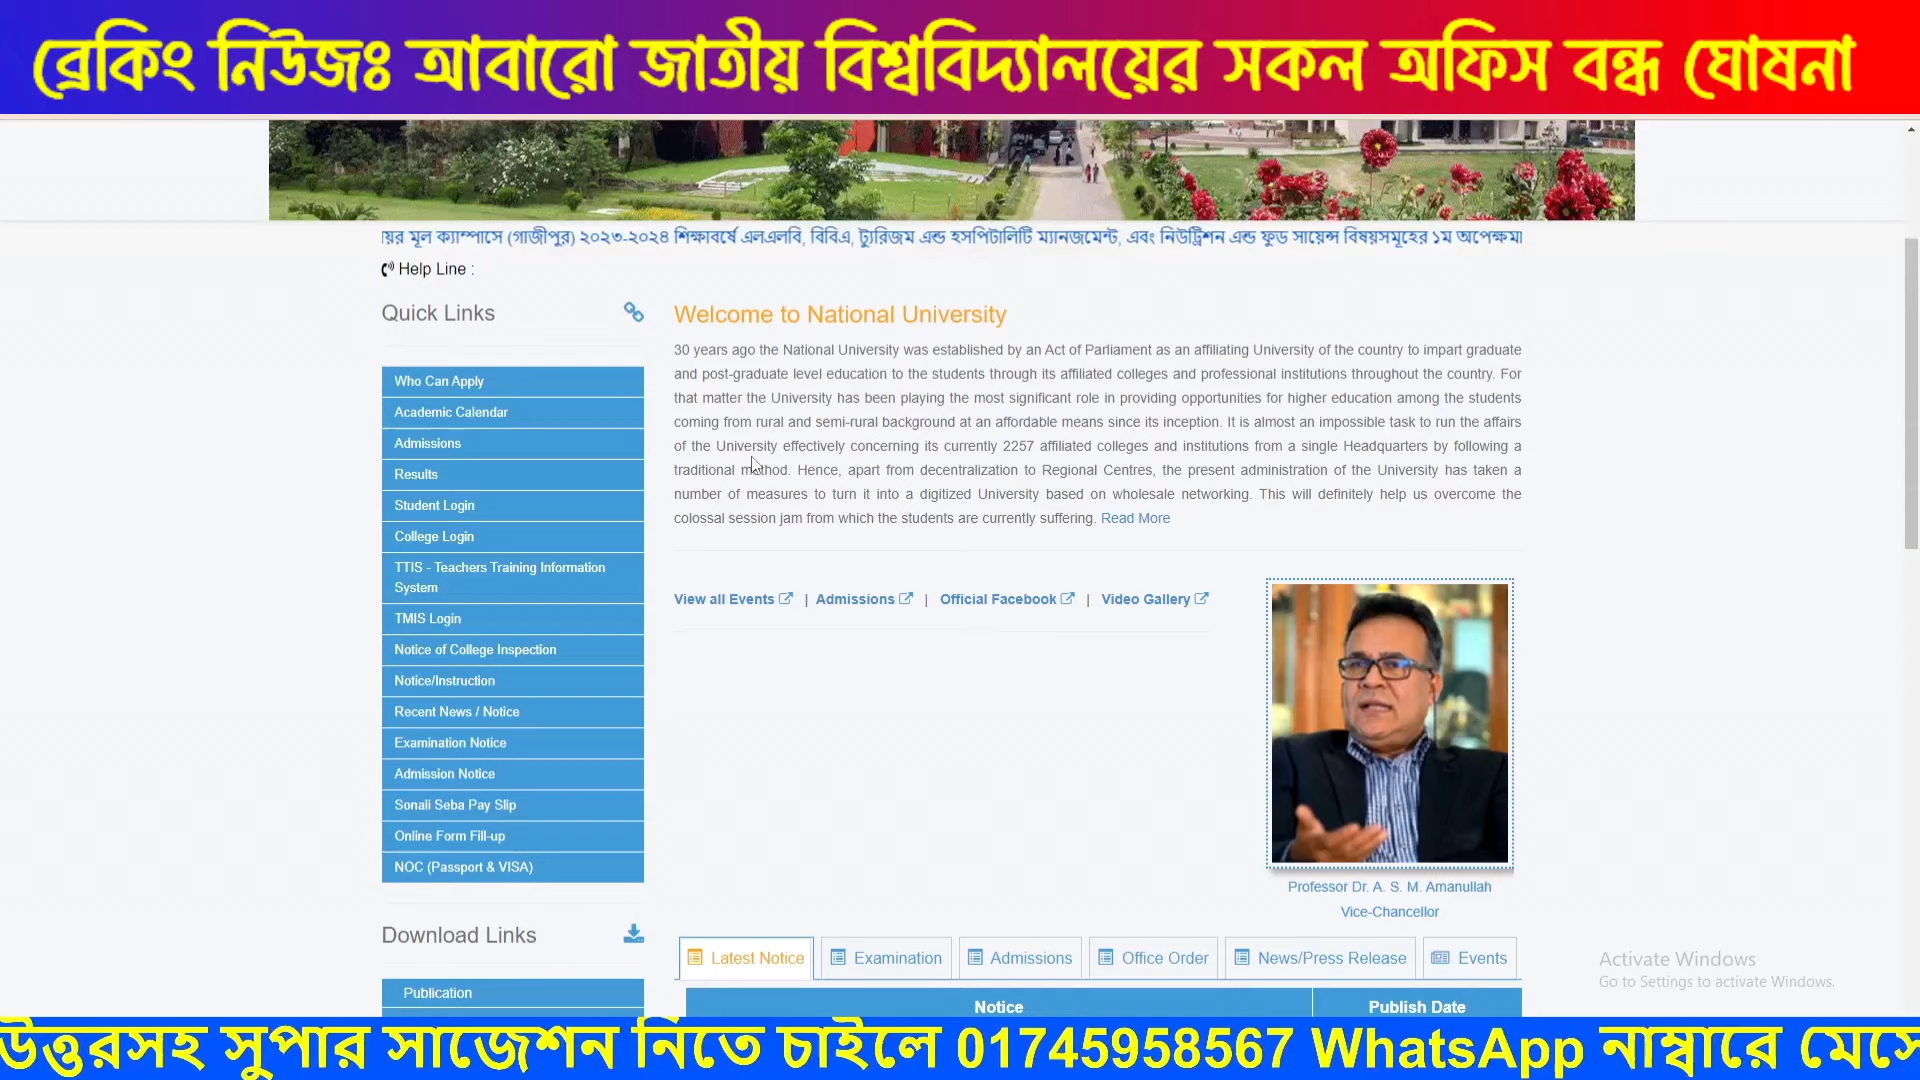 ব্রেকিং নিউজঃ আবারো জাতীয় বিশ্ববিদ্যালয়ের সকল অফিস বন্ধ ঘোষনা
য়ির মূল ক্যাম্পাসে (গাজীপুর) ২০২৩-২০২৪ শিক্ষাবর্ষে এলএলবি, বিবিএ, ট্যুরিজম এন্ড হসপিটালিটি ম্যানজমেন্ট, এবং নিউট্রিশন এন্ড ফুড সায়েন্স বিষয়সমূহের ১ম অপেক্ষমা
Help Line :
Quick Links
Who Can Apply
Academic Calendar
Admissions
Results
Student Login
College Login
TTIS - Teachers Training Information
System
TMIS Login
Notice of College Inspection
Notice/Instruction
Recent News / Notice
Examination Notice
Admission Notice
Sonali Seba Pay Slip
Online Form Fill-up
NOC (Passport & VISA)
Download Links
Publication
Welcome to National University
30 years ago the National University was established by an Act of Parliament as an affiliating University of the country to impart graduate
and post-graduate level education to the students through its affiliated colleges and professional institutions throughout the country. For
that matter the University has been playing the most significant role in providing opportunities for higher education among the students
coming from rural and semi-rural background at an affordable means since its inception. It is almost an impossible task to run the affairs
of the University effectively concerning its currently 2257 affiliated colleges and institutions from a single Headquarters by following a
traditional method. Hence, apart from decentralization to Regional Centres, the present administration of the University has taken a
number of measures to turn it into a digitized University based on wholesale networking. This will definitely help us overcome the
colossal session jam from which the students are currently suffering. Read More
View all Events | Admissions | Official Facebook | Video Gallery
Professor Dr. A. S. M. Amanullah
Vice-Chancellor
Latest Notice Examination Admissions Office Order News/Press Release Events
Notice Publish Date
Activate Windows
Go to Settings to activate Windows.
উত্তরসহ সুপার সাজেশন নিতে চাইলে 01745958567 WhatsApp নাম্বারে মেসে